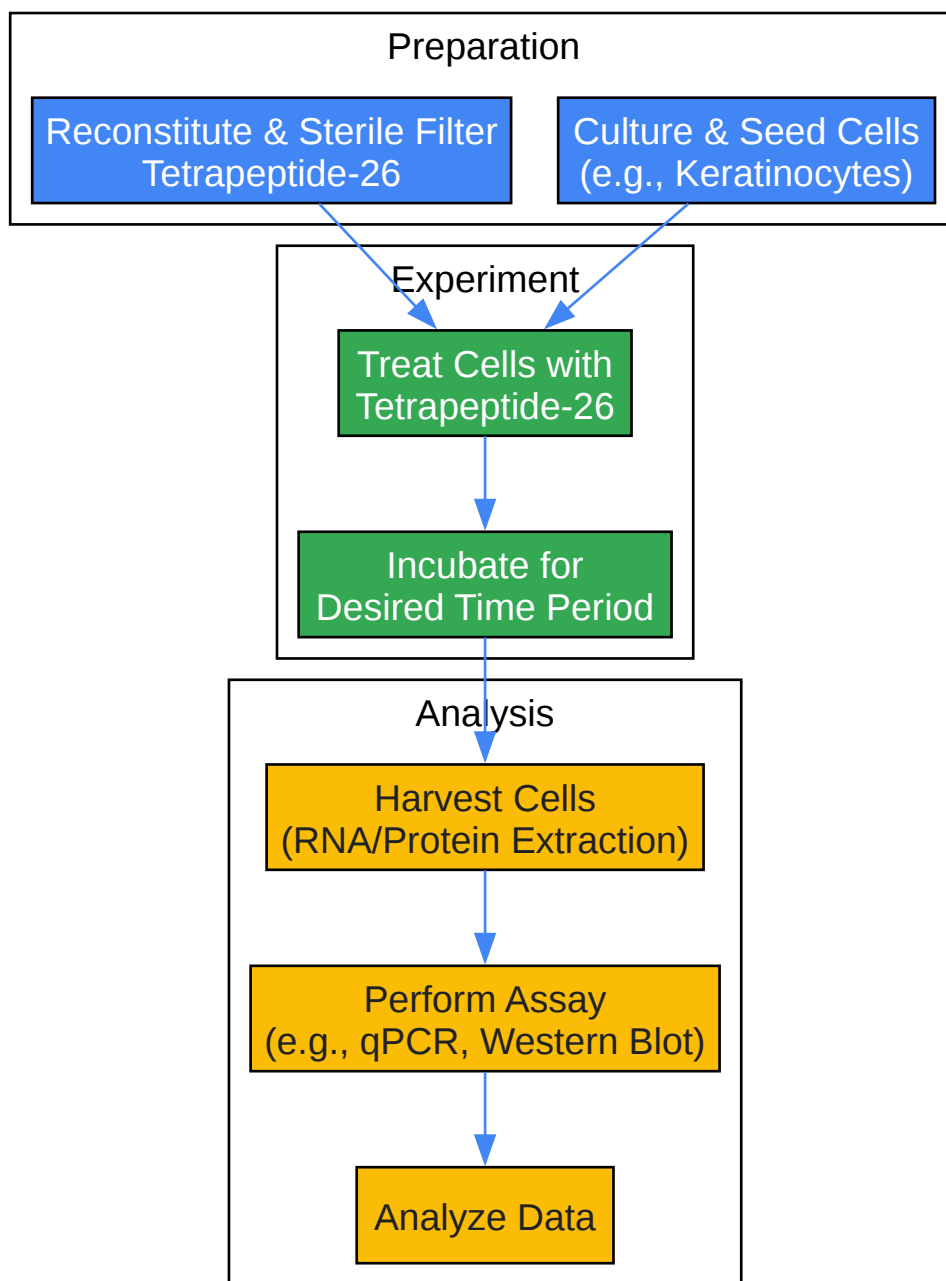 Preparation
Reconstitute & Sterile Filter
Tetrapeptide-26
Culture & Seed Cells
(e.g., Keratinocytes)
Experiment
Treat Cells with
Tetrapeptide-26
Incubate for
Desired Time Period
Analysis
Harvest Cells
(RNA/Protein Extraction)
Perform Assay
(e.g., qPCR, Western Blot)
Analyze Data